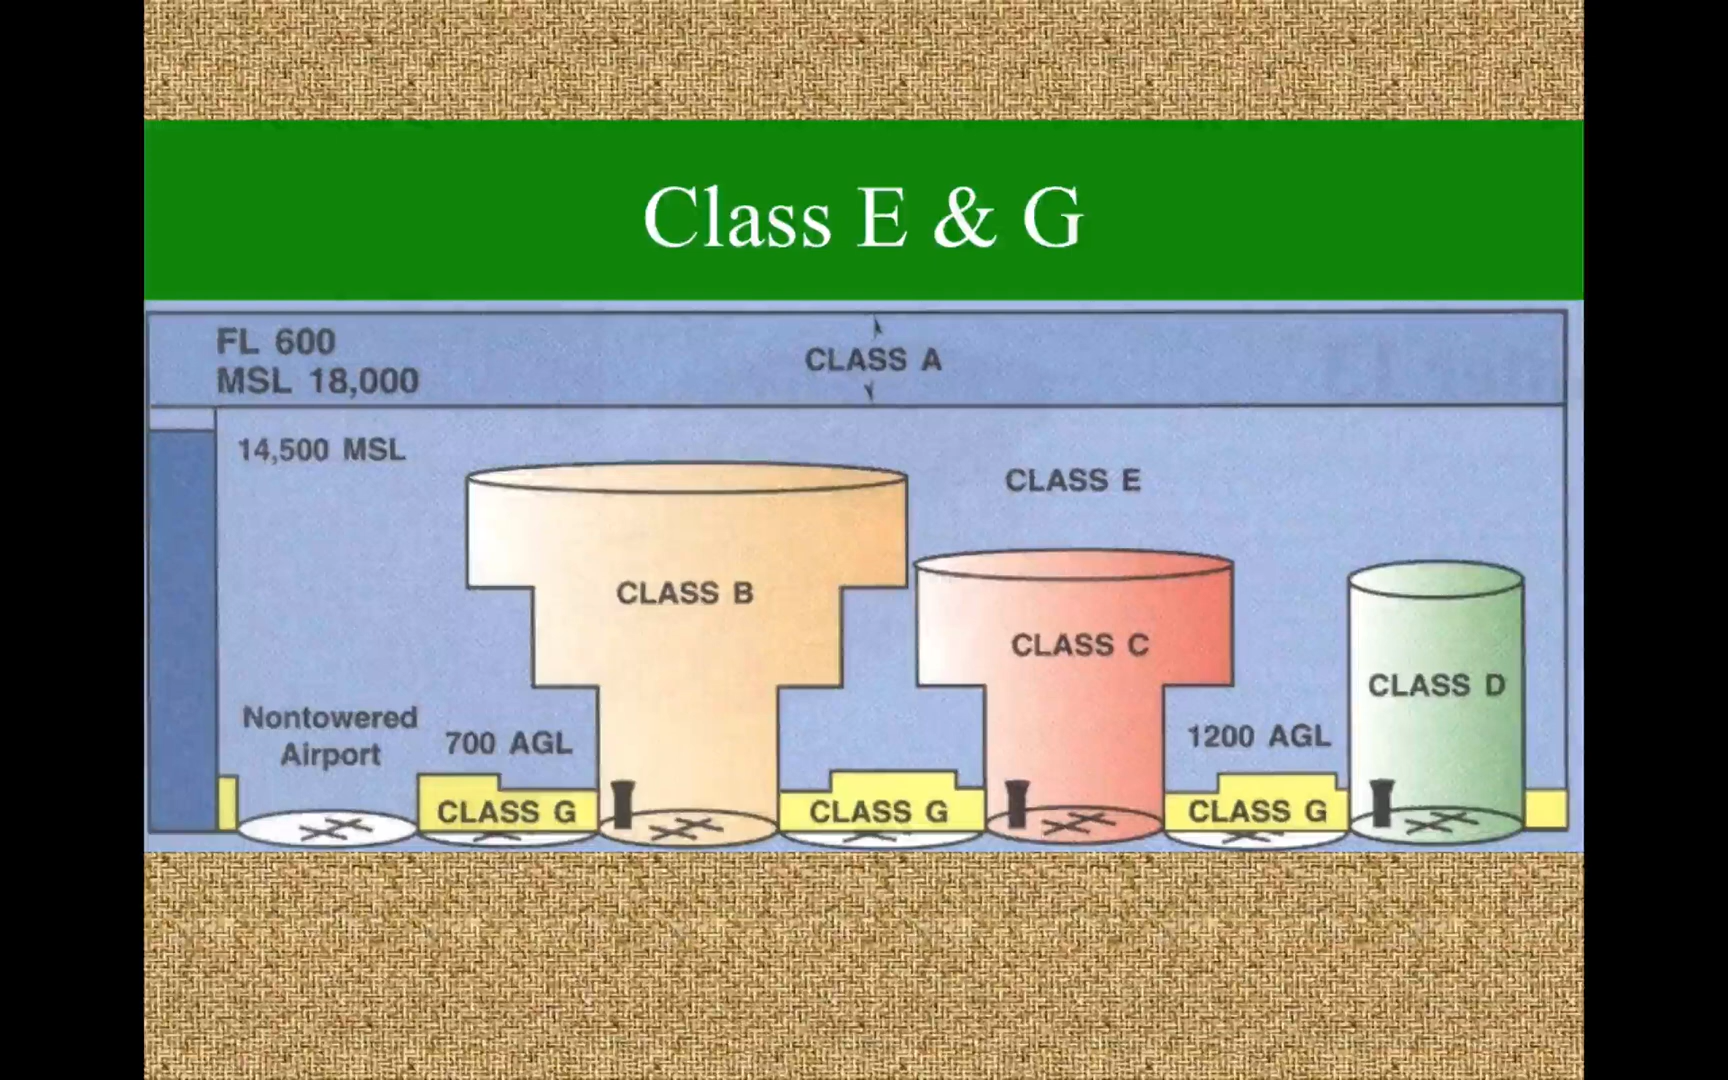 Class E & G
FL 600
MSL 18,000
CLASS A
14,500 MSL
CLASS E
CLASS B
CLASS C
CLASS D
Nontowered
Airport
700 AGL
1200 AGL
CLASS G
CLASS G
CLASS G